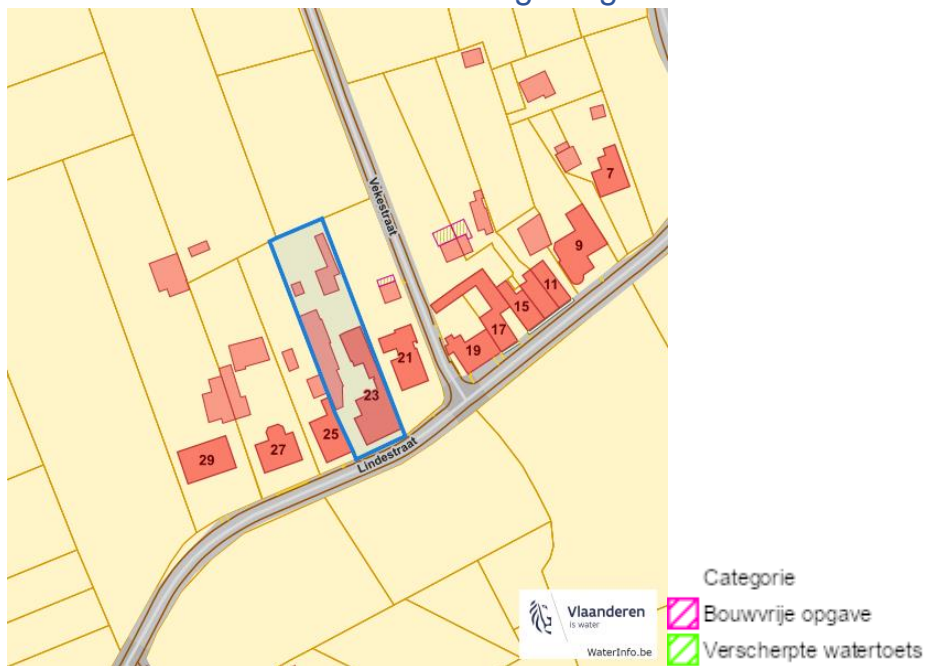 Vekestraat
7
9
11
15
17
19
21
23
25
27
29
Lindestraat
Vlaanderen
is water
WaterInfo.be
Categorie
Bouwvrije opgave
Verscherpte watertoets